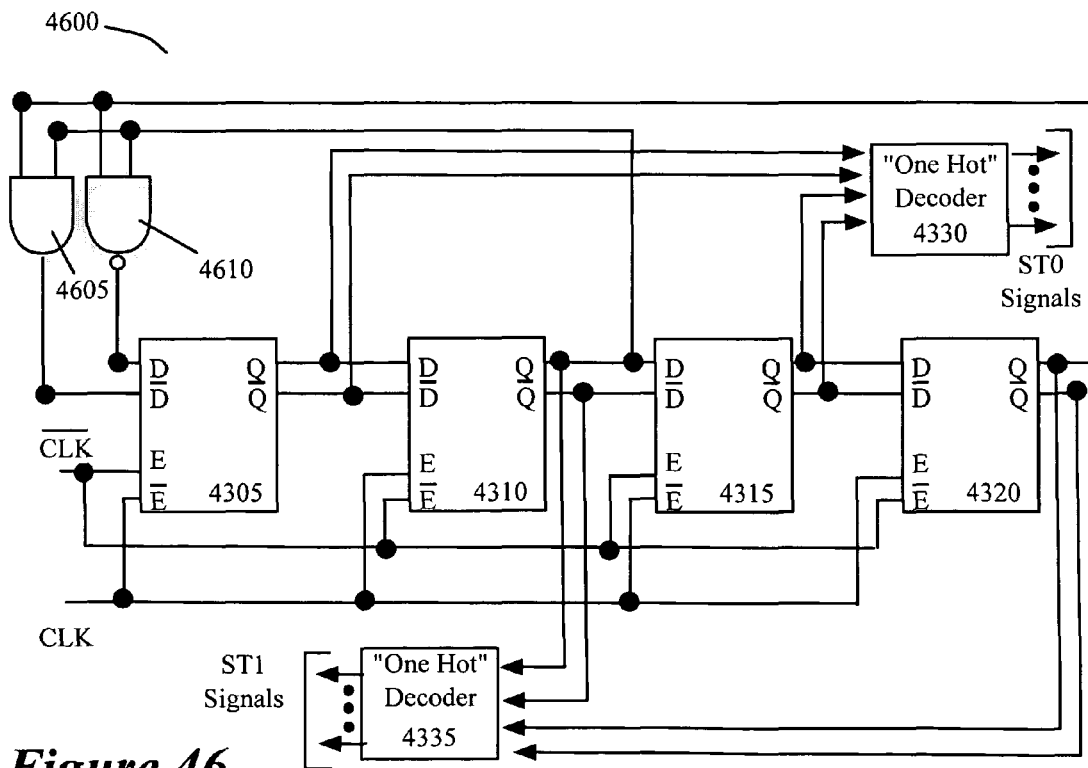 4600
"One Hot"
Decoder
4330
ST0
Signals
4605
4610
D Q
D̅ Q̅
E
E̅
4305
D Q
D̅ Q̅
E
E̅
4310
D Q
D̅ Q̅
E
E̅
4315
D Q
D̅ Q̅
E
E̅
4320
C̅L̅K̅
CLK
ST1
Signals
"One Hot"
Decoder
4335
Figure 46